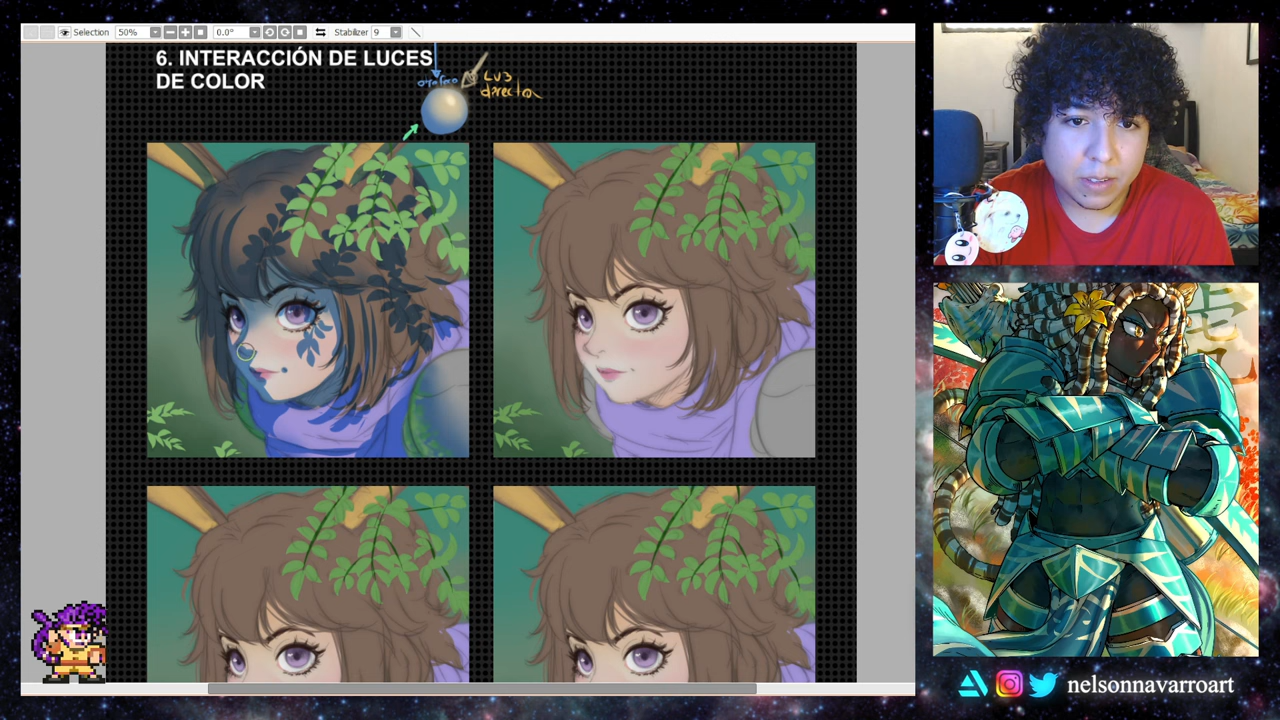 Selection 50% 0.0° Stabilizer 9
6. INTERACCIÓN DE LUCES
DE COLOR
LUZ
directa
nelsonnavarroart